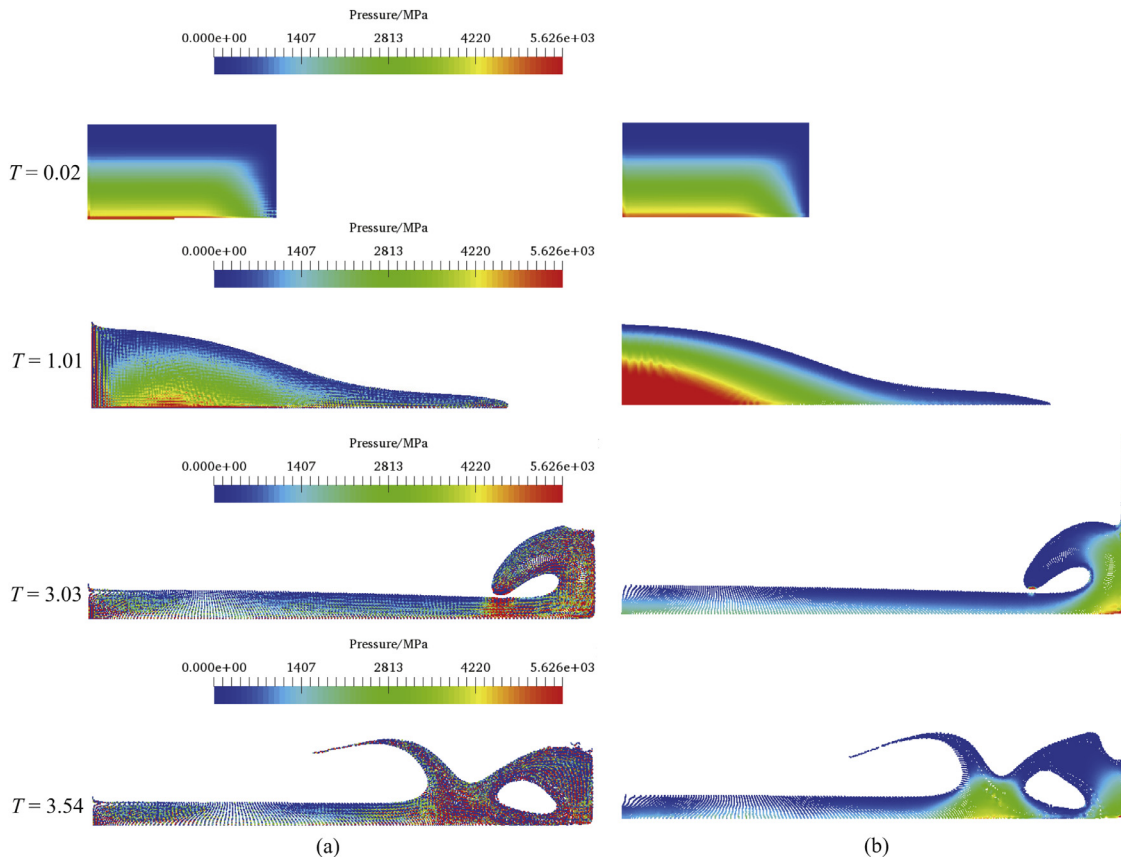 Pressure/MPa
0.000e+00 1407 2813 4220 5.626e+03
T = 0.02
Pressure/MPa
0.000e+00 1407 2813 4220 5.626e+03
T = 1.01
Pressure/MPa
0.000e+00 1407 2813 4220 5.626e+03
T = 3.03
Pressure/MPa
0.000e+00 1407 2813 4220 5.626e+03
T = 3.54
(a) (b)